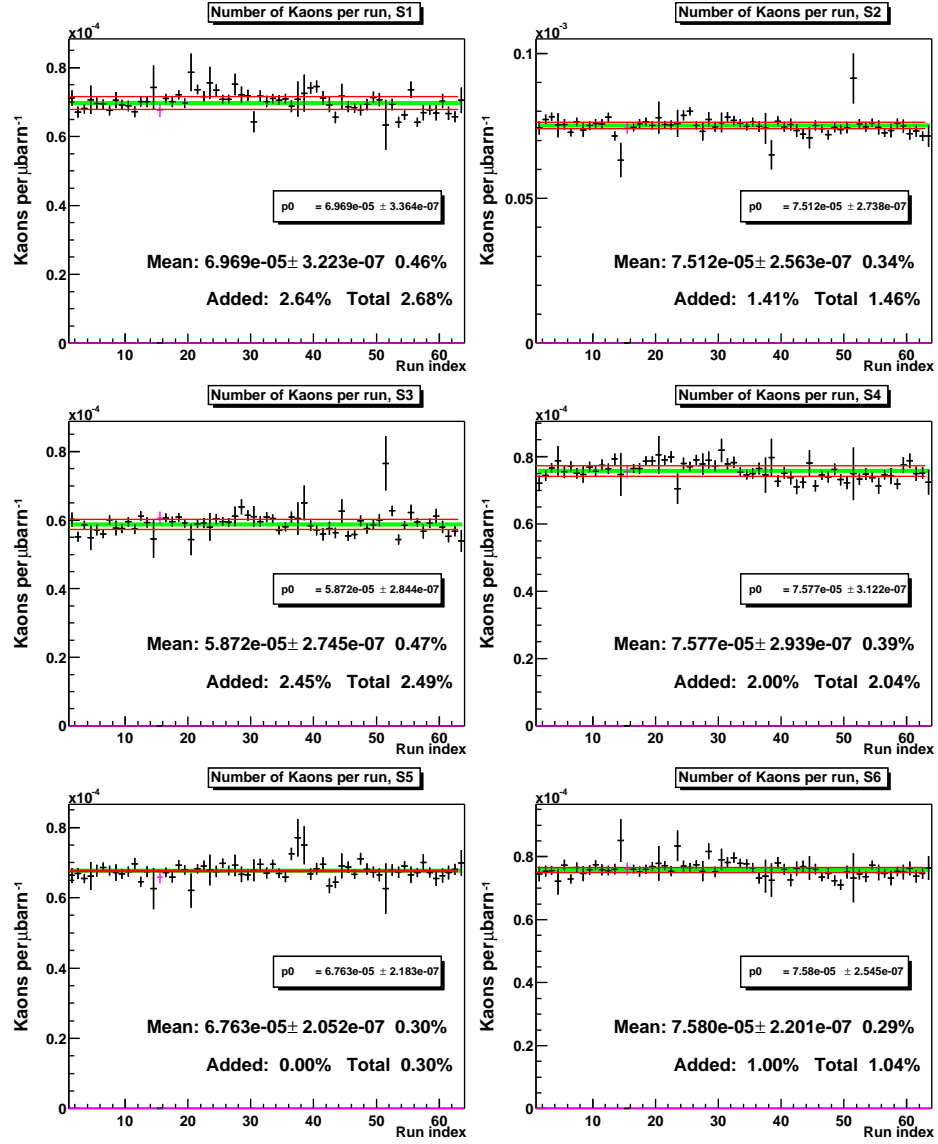 Number of Kaons per run, S1
x10⁻⁴
Kaons per μbarn⁻¹
0.8
0.6
0.4
0.2
0
p0 = 6.969e-05 ± 3.364e-07
Mean: 6.969e-05± 3.223e-07 0.46%
Added: 2.64% Total 2.68%
10 20 30 40 50 60
Run index
Number of Kaons per run, S2
x10⁻³
Kaons per μbarn⁻¹
0.1
0.05
0
p0 = 7.512e-05 ± 2.738e-07
Mean: 7.512e-05± 2.563e-07 0.34%
Added: 1.41% Total 1.46%
10 20 30 40 50 60
Run index
Number of Kaons per run, S3
x10⁻⁴
Kaons per μbarn⁻¹
0.8
0.6
0.4
0.2
0
p0 = 5.872e-05 ± 2.844e-07
Mean: 5.872e-05± 2.745e-07 0.47%
Added: 2.45% Total 2.49%
10 20 30 40 50 60
Run index
Number of Kaons per run, S4
x10⁻⁴
Kaons per μbarn⁻¹
0.8
0.6
0.4
0.2
0
p0 = 7.577e-05 ± 3.122e-07
Mean: 7.577e-05± 2.939e-07 0.39%
Added: 2.00% Total 2.04%
10 20 30 40 50 60
Run index
Number of Kaons per run, S5
x10⁻⁴
Kaons per μbarn⁻¹
0.8
0.6
0.4
0.2
0
p0 = 6.763e-05 ± 2.183e-07
Mean: 6.763e-05± 2.052e-07 0.30%
Added: 0.00% Total 0.30%
10 20 30 40 50 60
Run index
Number of Kaons per run, S6
x10⁻⁴
Kaons per μbarn⁻¹
0.8
0.6
0.4
0.2
0
p0 = 7.58e-05 ± 2.545e-07
Mean: 7.580e-05± 2.201e-07 0.29%
Added: 1.00% Total 1.04%
10 20 30 40 50 60
Run index